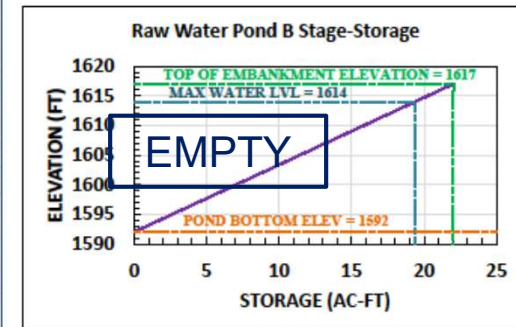 Raw Water Pond B Stage-Storage
ELEVATION (FT)
1620
TOP OF EMBANKMENT ELEVATION = 1617
1615
MAX WATER LVL = 1614
1610
EMPTY
1605
1600
1595
POND BOTTOM ELEV = 1592
1590
0 5 10 15 20 25
STORAGE (AC-FT)